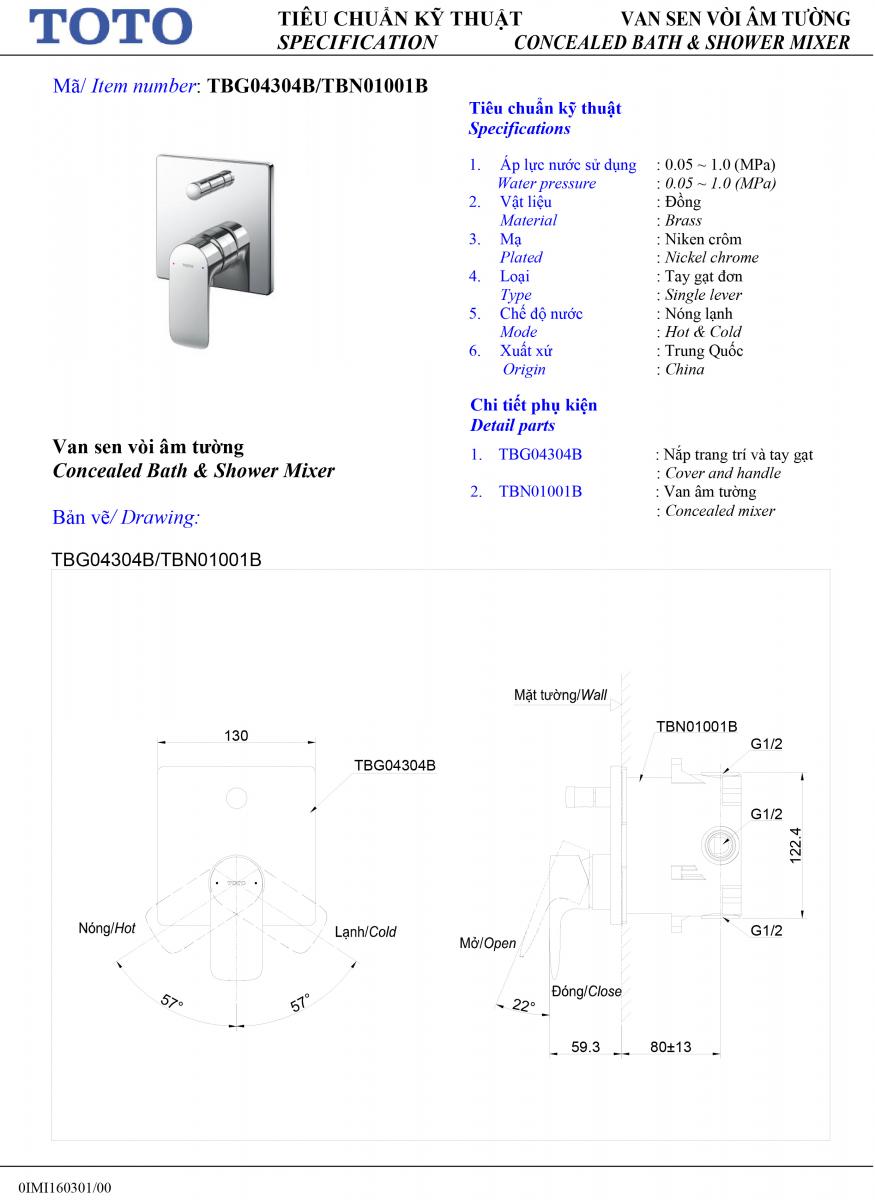 TOTO
TIÊU CHUẨN KỸ THUẬT VAN SEN VÒI ÂM TƯỜNG
SPECIFICATION CONCEALED BATH & SHOWER MIXER
Mã/ Item number: TBG04304B/TBN01001B
Tiêu chuẩn kỹ thuật
Specifications
1. Áp lực nước sử dụng : 0.05 ~ 1.0 (MPa)
Water pressure : 0.05 ~ 1.0 (MPa)
2. Vật liệu : Đồng
Material : Brass
3. Mạ : Niken crôm
Plated : Nickel chrome
4. Loại : Tay gạt đơn
Type : Single lever
5. Chế độ nước : Nóng lạnh
Mode : Hot & Cold
6. Xuất xứ : Trung Quốc
Origin : China
Chi tiết phụ kiện
Detail parts
1. TBG04304B : Nắp trang trí và tay gạt
: Cover and handle
2. TBN01001B : Van âm tường
: Concealed mixer
TOTO
Van sen vòi âm tường
Concealed Bath & Shower Mixer
Bản vẽ/ Drawing:
TBG04304B/TBN01001B
130
TBG04304B
TOTO
Nóng/Hot
Lạnh/Cold
57°
57°
Mặt tường/Wall
TBN01001B
G1/2
G1/2
122.4
G1/2
Mở/Open
Đóng/Close
22°
59.3
80±13
0IMI160301/00